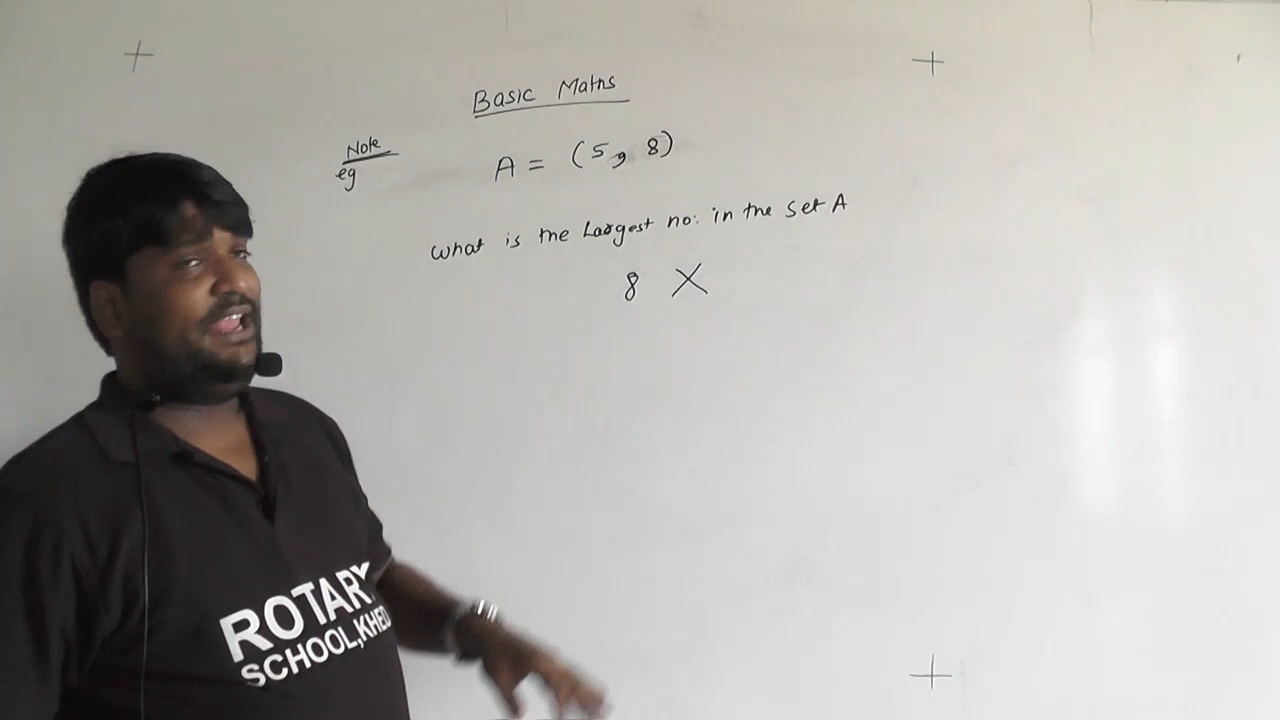 Basic Maths
Note
eg
A = (5, 8)
What is the Largest no: in the set A
8 X
ROTARY
SCHOOL,KHED